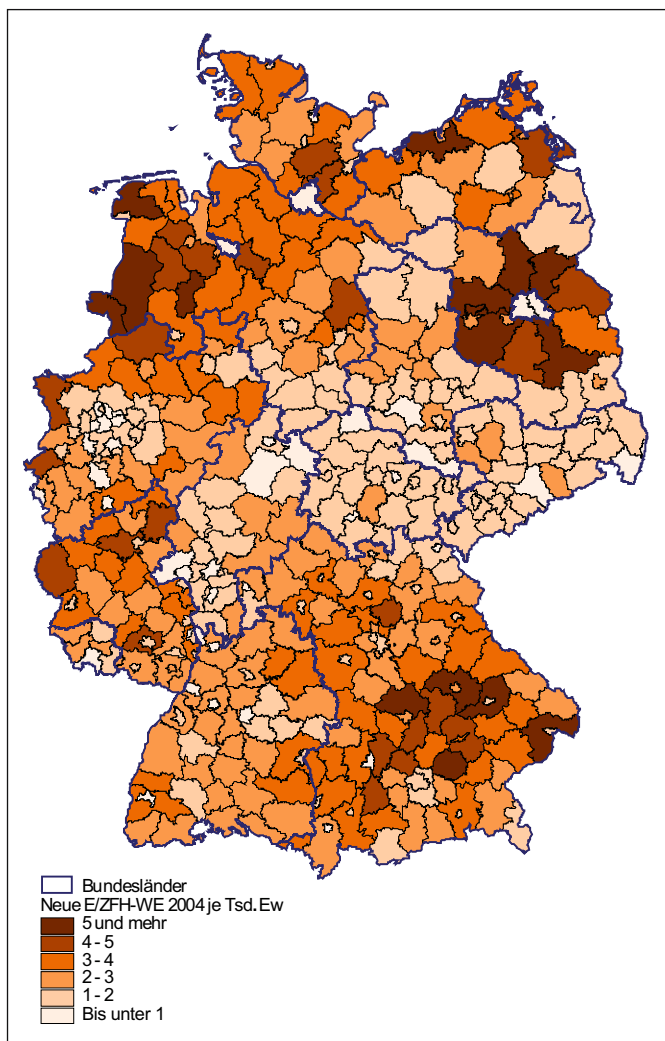 Bundesländer
Neue E/ZFH-WE 2004 je Tsd. Ew
5 und mehr
4 - 5
3 - 4
2 - 3
1 - 2
Bis unter 1